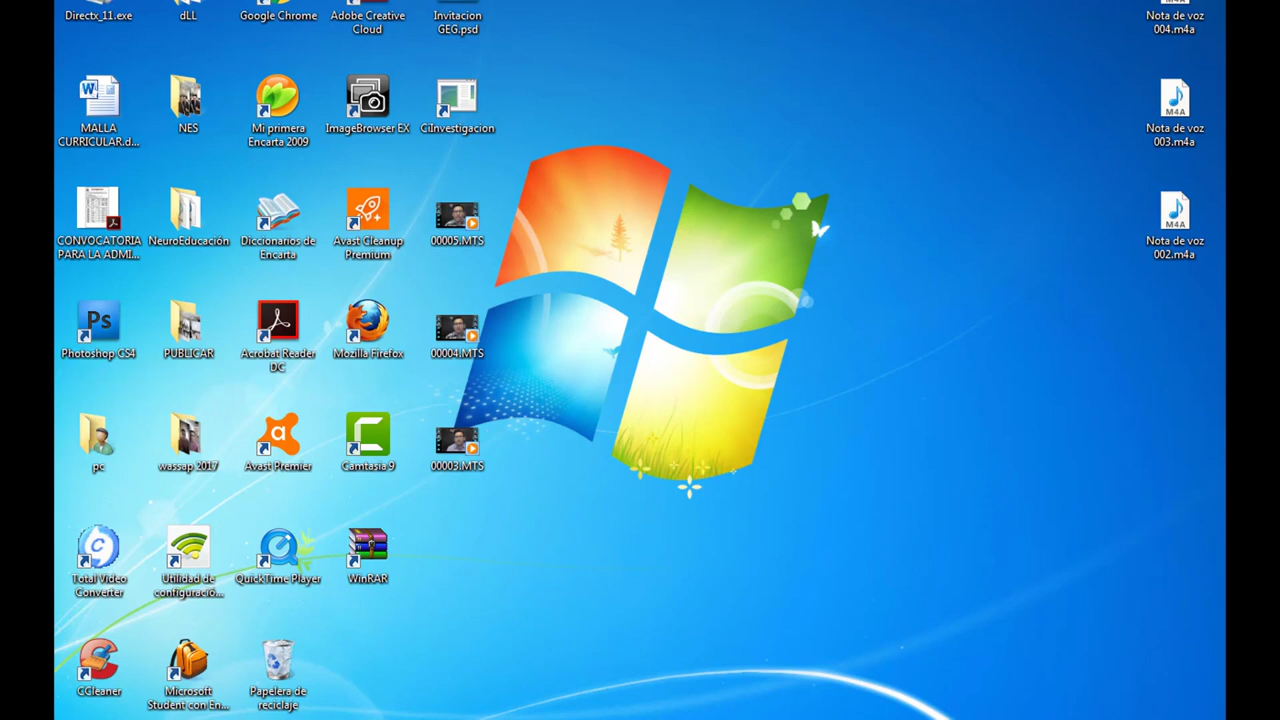 Directx_11.exe
dLL
Google Chrome
Adobe Creative
Cloud
Invitacion
GEG.psd
Nota de voz
004.m4a
MALLA
CURRICULAR.d...
NES
Mi primera
Encarta 2009
ImageBrowser EX
CiInvestigacion
M4A
Nota de voz
003.m4a
CONVOCATORIA
PARA LA ADMI...
NeuroEducación
Diccionarios de
Encarta
Avast Cleanup
Premium
00005.MTS
M4A
Nota de voz
002.m4a
Ps
Photoshop CS4
PUBLICAR
Acrobat Reader
DC
Mozilla Firefox
00004.MTS
pc
wassap 2017
Avast Premier
Camtasia 9
00003.MTS
Total Video
Converter
Utilidad de
configuració...
QuickTime Player
WinRAR
CCleaner
Microsoft
Student con En...
Papelera de
reciclaje